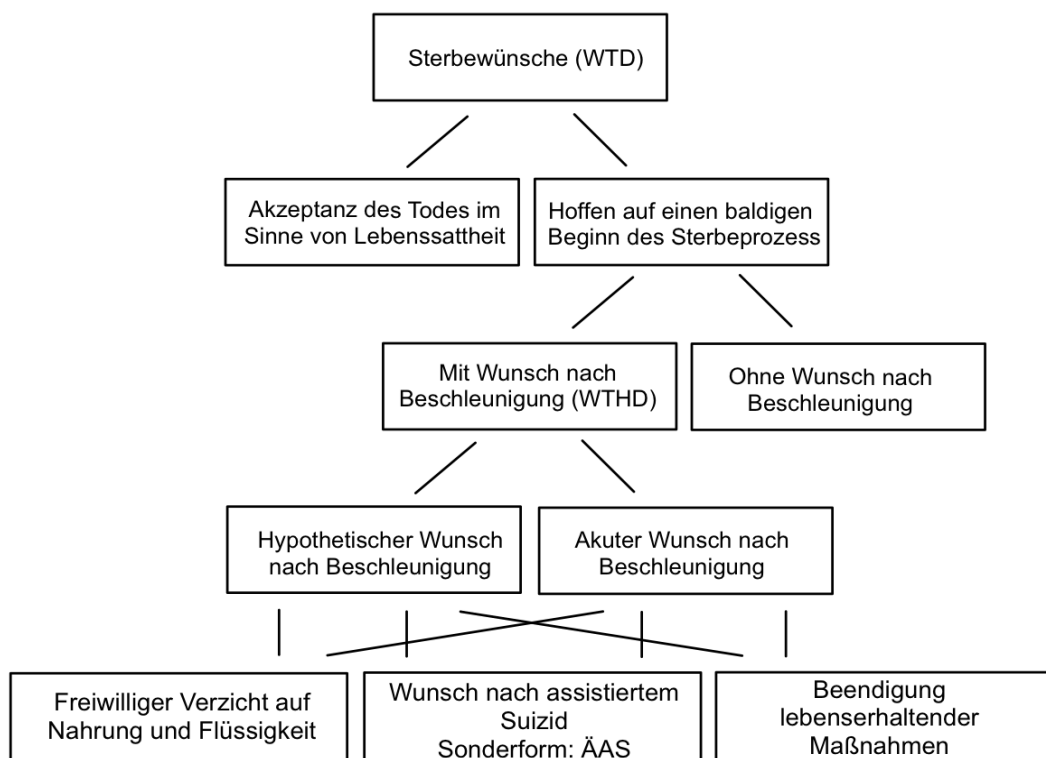 Sterbewünsche (WTD)
Akzeptanz des Todes im
Sinne von Lebenssattheit
Hoffen auf einen baldigen
Beginn des Sterbeprozess
Mit Wunsch nach
Beschleunigung (WTHD)
Ohne Wunsch nach
Beschleunigung
Hypothetischer Wunsch
nach Beschleunigung
Akuter Wunsch nach
Beschleunigung
Freiwilliger Verzicht auf
Nahrung und Flüssigkeit
Wunsch nach assistiertem
Suizid
Sonderform: ÄAS
Beendigung
lebenserhaltender
Maßnahmen